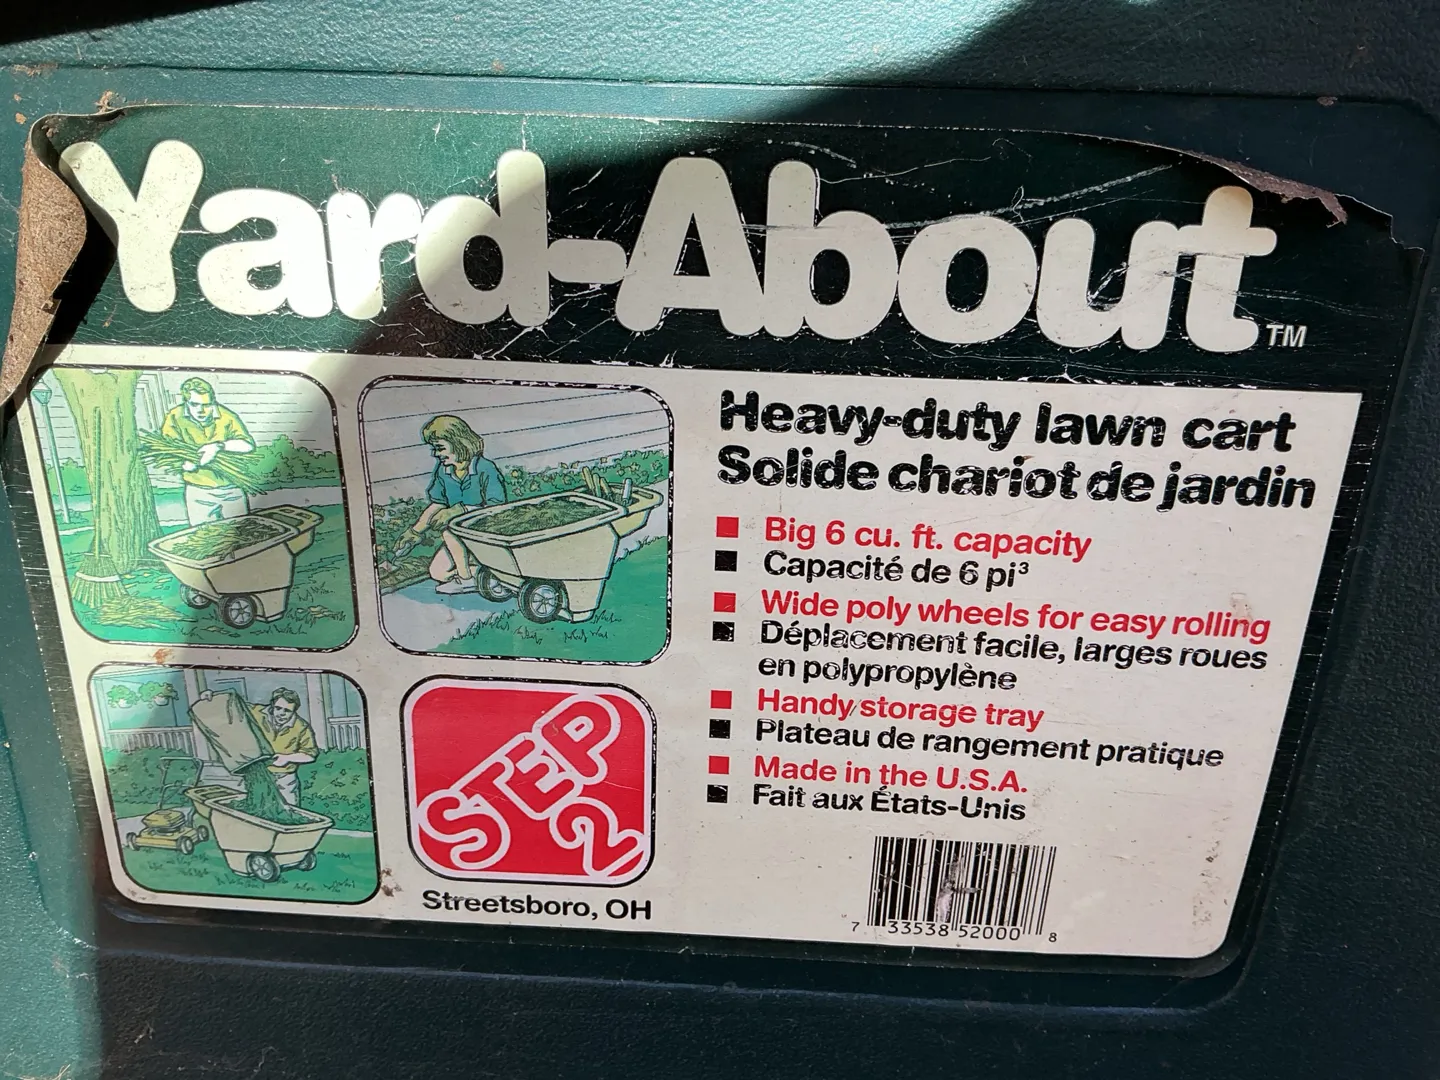 Yard-About™
Heavy-duty lawn cart
Solide chariot de jardin
Big 6 cu. ft. capacity
Capacité de 6 pi³
Wide poly wheels for easy rolling
Déplacement facile, larges roues
en polypropylène
Handy storage tray
Plateau de rangement pratique
Made in the U.S.A.
Fait aux États-Unis
STEP
2
Streetsboro, OH
7 33538 52000 8